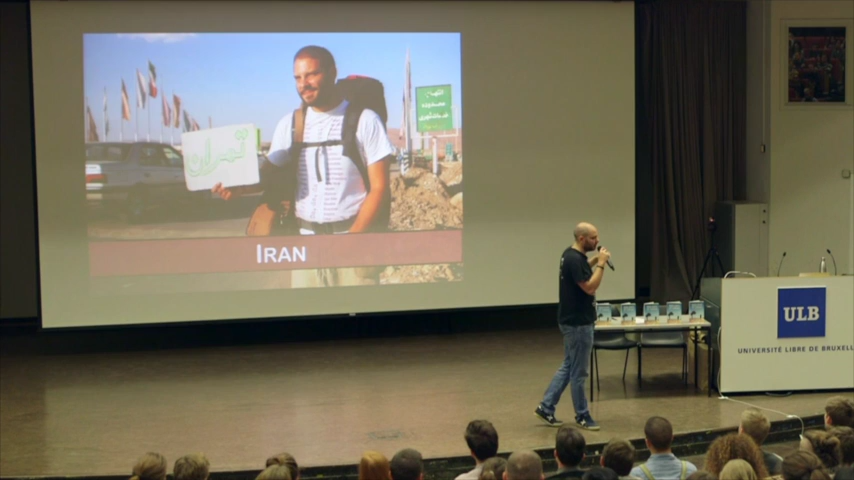 تهران
IRAN
ULB
UNIVERSITÉ LIBRE DE BRUXELL